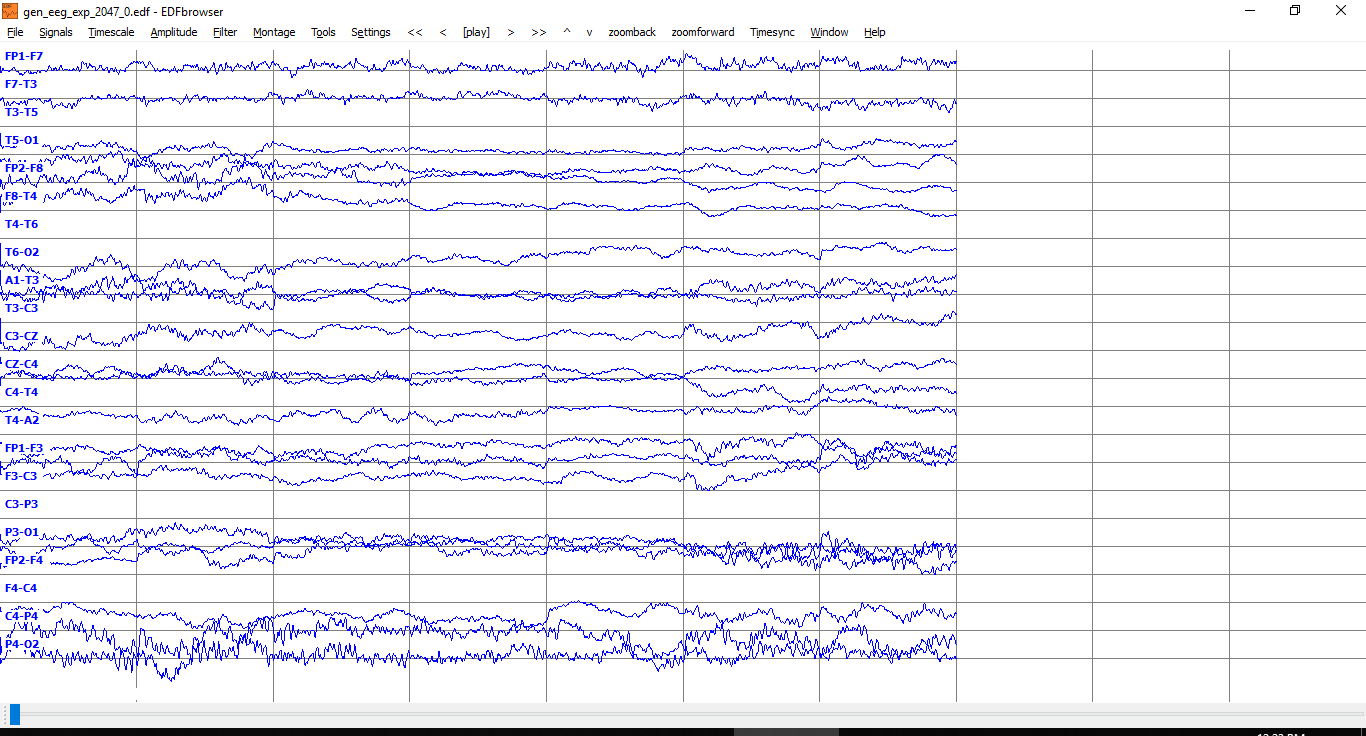 gen_eeg_exp_2047_0.edf - EDFbrowser
File Signals Timescale Amplitude Filter Montage Tools Settings << < [play] > >> ^ v zoomback zoomforward Timesync Window Help
FP1-F7
F7-T3
T3-T5
T5-O1
FP2-F8
F8-T4
T4-T6
T6-O2
A1-T3
T3-C3
C3-CZ
CZ-C4
C4-T4
T4-A2
FP1-F3
F3-C3
C3-P3
P3-O1
FP2-F4
F4-C4
C4-P4
P4-O2